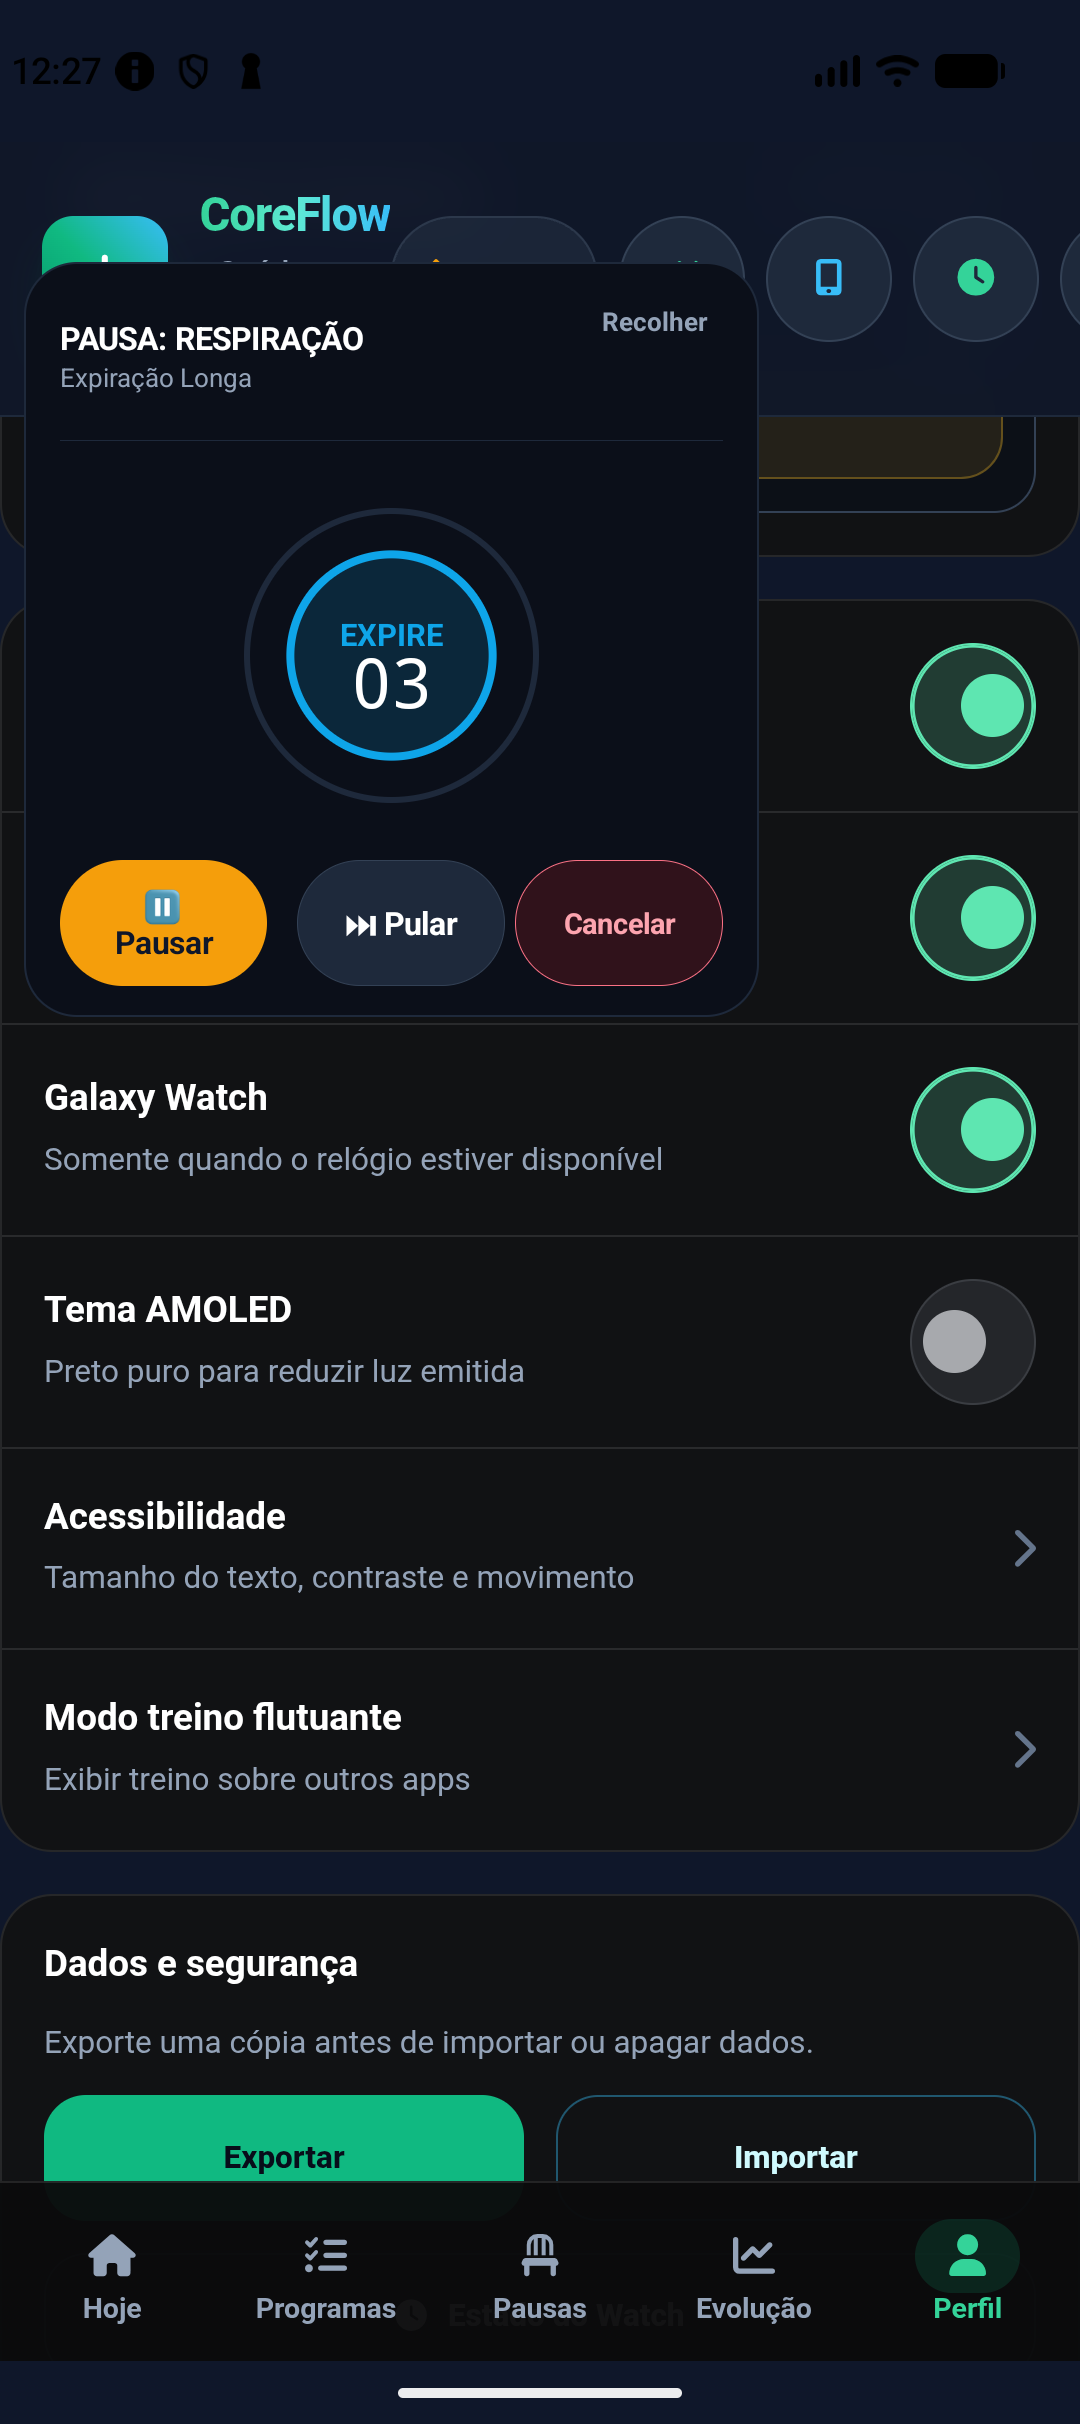 12:27
CoreFlow
PAUSA: RESPIRAÇÃO
Recolher
Expiração Longa
EXPIRE
03
Pausar
Pular
Cancelar
Galaxy Watch
Somente quando o relógio estiver disponível
Tema AMOLED
Preto puro para reduzir luz emitida
Acessibilidade
Tamanho do texto, contraste e movimento
Modo treino flutuante
Exibir treino sobre outros apps
Dados e segurança
Exporte uma cópia antes de importar ou apagar dados.
Exportar
Importar
Watch
Hoje
Programas
Pausas
Evolução
Perfil